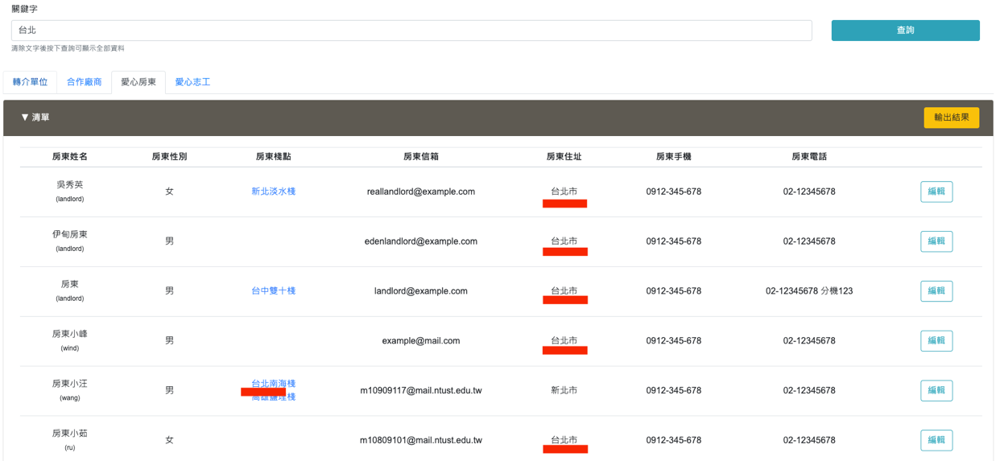 關鍵字
台北
查詢
清除文字後按下查詢可顯示全部資料
轉介單位 合作廠商 愛心房東 愛心志工
▼ 清單 輸出結果
房東姓名 房東性別 房東棧點 房東信箱 房東住址 房東手機 房東電話
吳秀英
(landlord)
女 新北淡水棧 reallandlord@example.com 台北市 0912-345-678 02-12345678 編輯
伊甸房東
(landlord)
男 edenlandlord@example.com 台北市 0912-345-678 02-12345678 編輯
房東
(landlord)
男 台中雙十棧 landlord@example.com 台北市 0912-345-678 02-12345678 分機123 編輯
房東小峰
(wind)
男 example@mail.com 台北市 0912-345-678 02-12345678 編輯
房東小汪
(wang)
男 台北南海棧
高雄鹽埕棧
m10909117@mail.ntust.edu.tw 新北市 0912-345-678 02-12345678 編輯
房東小茹
(ru)
女 m10809101@mail.ntust.edu.tw 台北市 0912-345-678 02-12345678 編輯